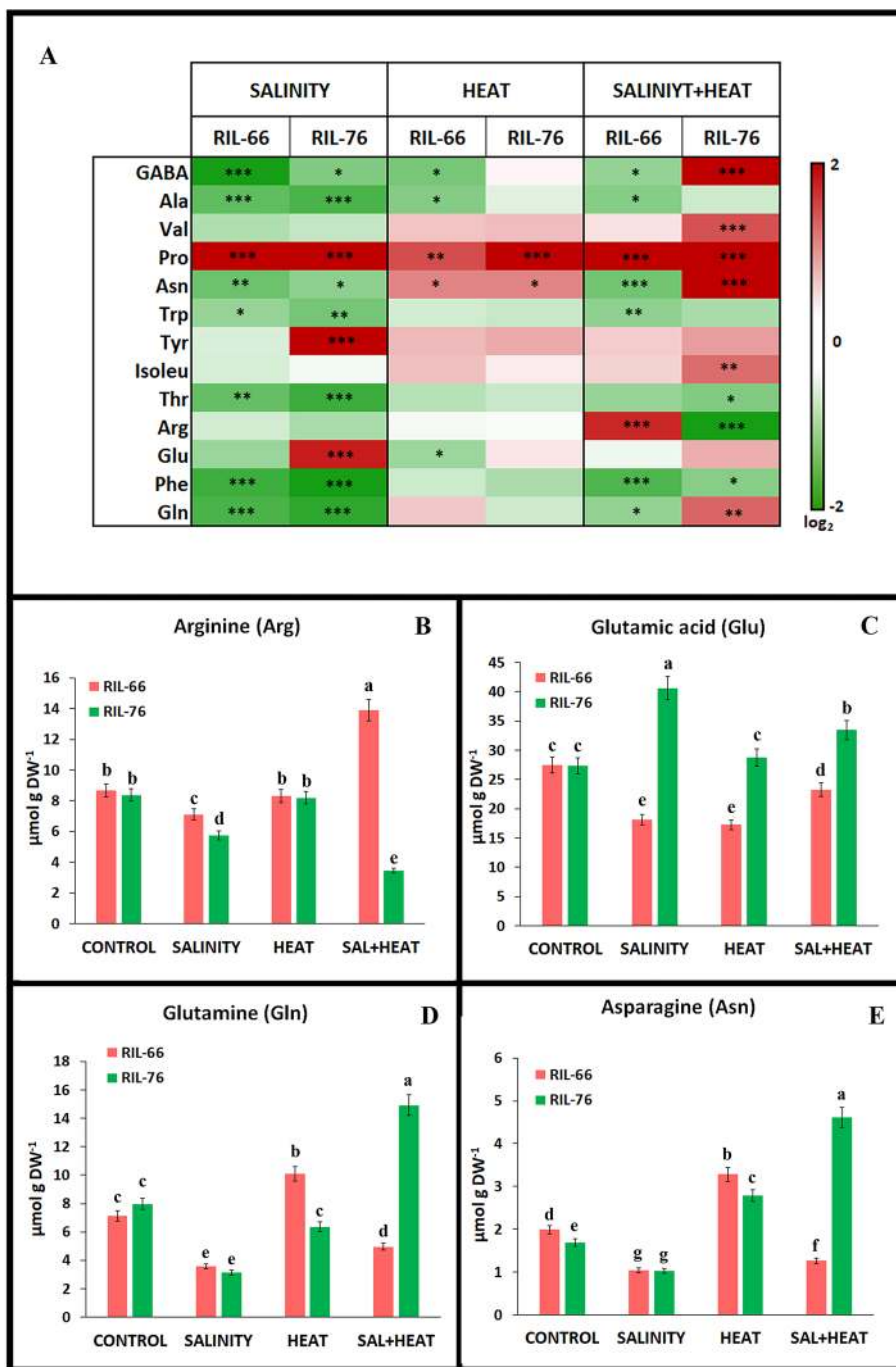 A
SALINITY HEAT SALINIYT+HEAT
RIL-66 RIL-76 RIL-66 RIL-76 RIL-66 RIL-76
GABA *** * * * ***
Ala *** *** * *
Val ***
Pro *** *** ** *** *** ***
Asn ** * * * *** ***
Trp * ** **
Tyr ***
Isoleu **
Thr ** *** *
Arg *** ***
Glu *** *
Phe *** *** *** *
Gln *** *** * **
2
0
-2
log2
Arginine (Arg) B
RIL-66
RIL-76
µmol g DW-1
16
14
12
10
8
6
4
2
0
b b c d b b a e
CONTROL SALINITY HEAT SAL+HEAT
Glutamic acid (Glu) C
RIL-66
RIL-76
µmol g DW-1
45
40
35
30
25
20
15
10
5
0
c c e a e c d b
CONTROL SALINITY HEAT SAL+HEAT
Glutamine (Gln) D
RIL-66
RIL-76
µmol g DW-1
18
16
14
12
10
8
6
4
2
0
c c e e b c d a
CONTROL SALINITY HEAT SAL+HEAT
Asparagine (Asn) E
RIL-66
RIL-76
µmol g DW-1
6
5
4
3
2
1
0
d e g g b c f a
CONTROL SALINITY HEAT SAL+HEAT